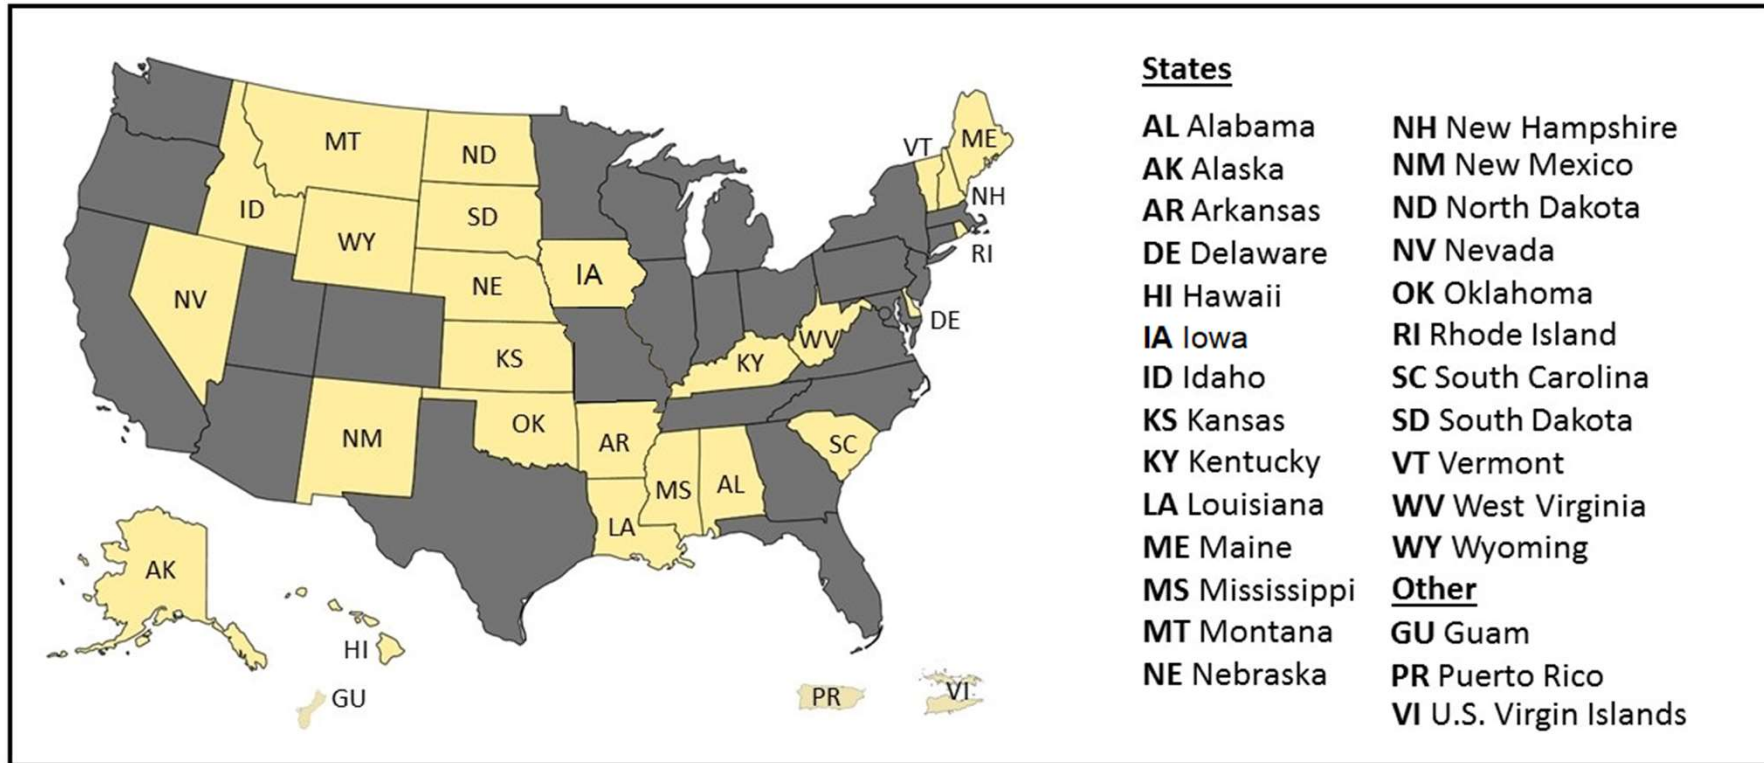 MT
ND
ID
SD
WY
NE
IA
NV
KS
KY
WV
NM
OK
AR
SC
MS
AL
LA
AK
HI
GU
PR
VI
VT
ME
NH
RI
DE
States
AL Alabama
AK Alaska
AR Arkansas
DE Delaware
HI Hawaii
IA Iowa
ID Idaho
KS Kansas
KY Kentucky
LA Louisiana
ME Maine
MS Mississippi
MT Montana
NE Nebraska
NH New Hampshire
NM New Mexico
ND North Dakota
NV Nevada
OK Oklahoma
RI Rhode Island
SC South Carolina
SD South Dakota
VT Vermont
WV West Virginia
WY Wyoming
Other
GU Guam
PR Puerto Rico
VI U.S. Virgin Islands